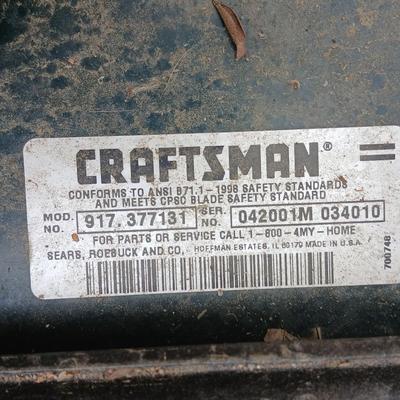 CRAFTSMAN®
CONFORMS TO ANSI B71.1-1998 SAFETY STANDARDS
AND MEETS CPSC BLADE SAFETY STANDARD
MOD. NO. 917.377131 SER. NO. 042001M 034010
FOR PARTS OR SERVICE CALL 1-800-4MY-HOME
SEARS, ROEBUCK AND CO. HOFFMAN ESTATES, IL 60179 MADE IN U.S.A.
700748